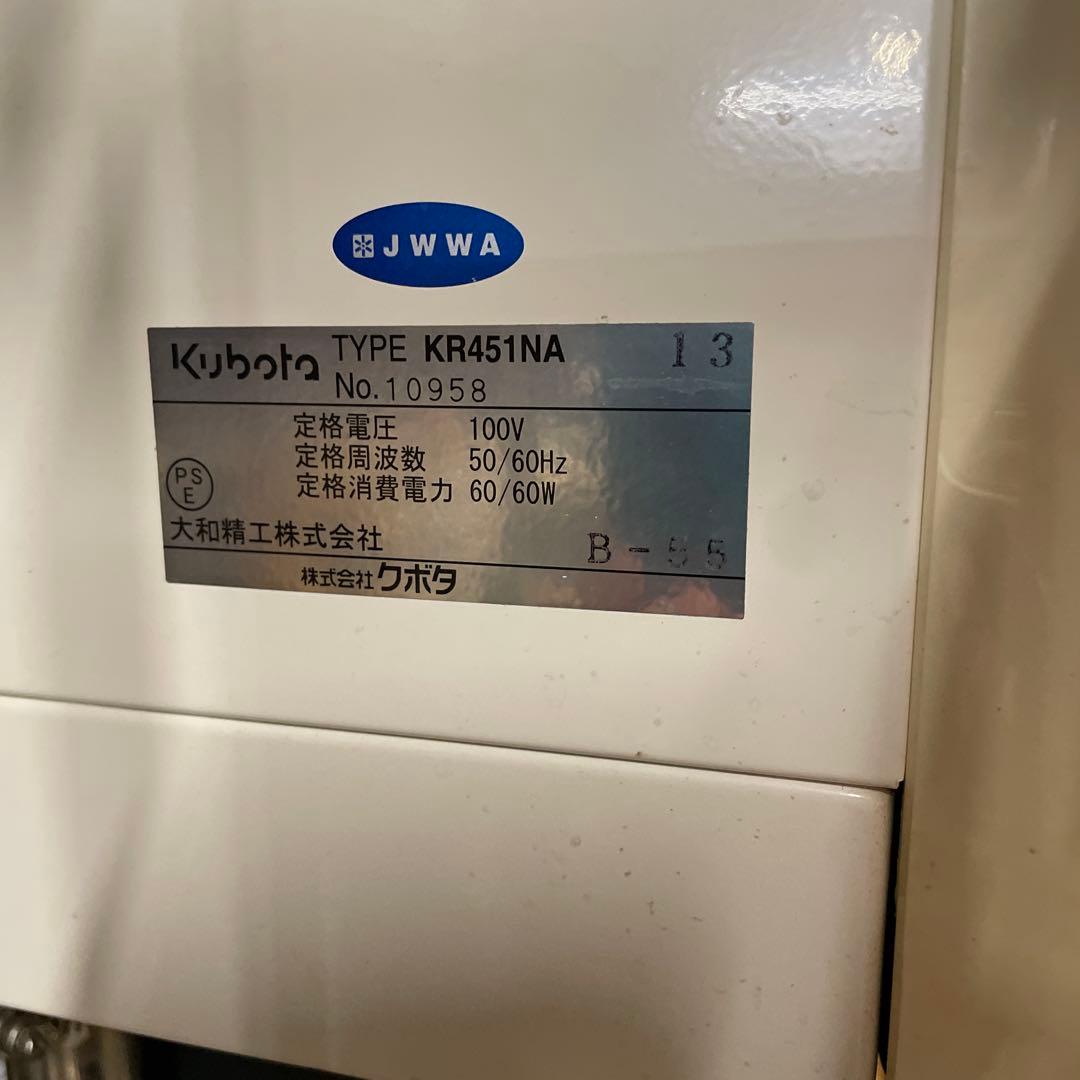 JWWA
Kubota TYPE KR451NA 13
No.10958
定格電圧 100V
定格周波数 50/60Hz
定格消費電力 60/60W
PS
E
大和精工株式会社 B-55
株式会社クボタ